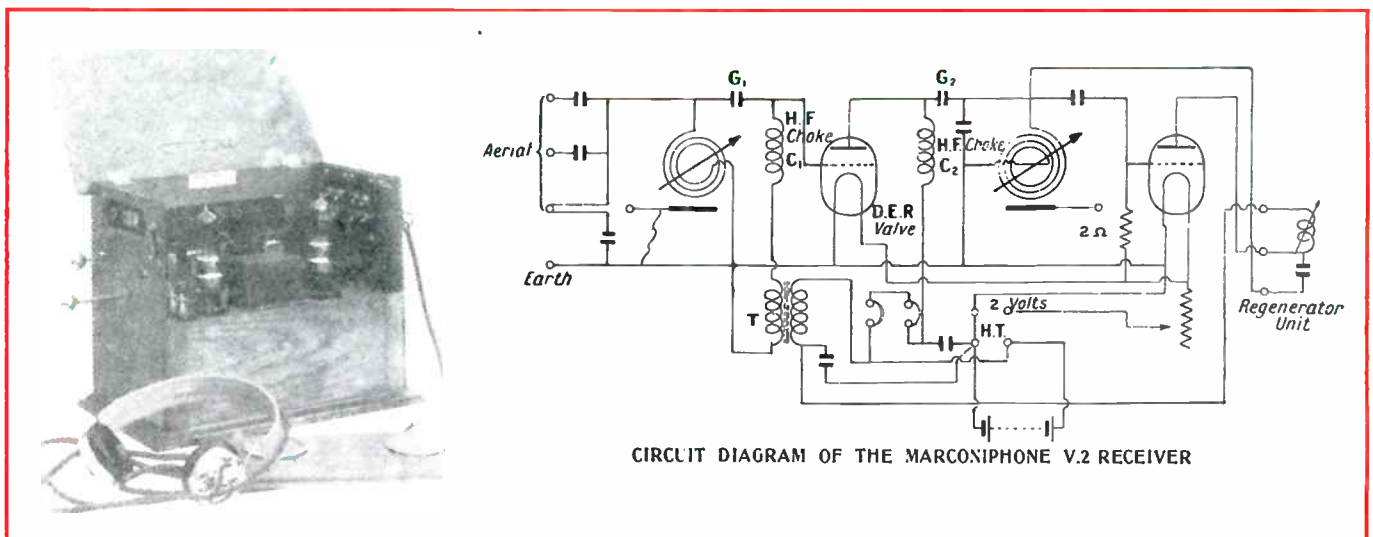 G₁
G₂
H.F
Choke
C₁
H.F. Choke
C₂
Aerial
D.E.R
Valve
2 Ω
Earth
T
2 Volts
H.T.
Regenerator
Unit
CIRCUIT DIAGRAM OF THE MARCONIPHONE V.2 RECEIVER